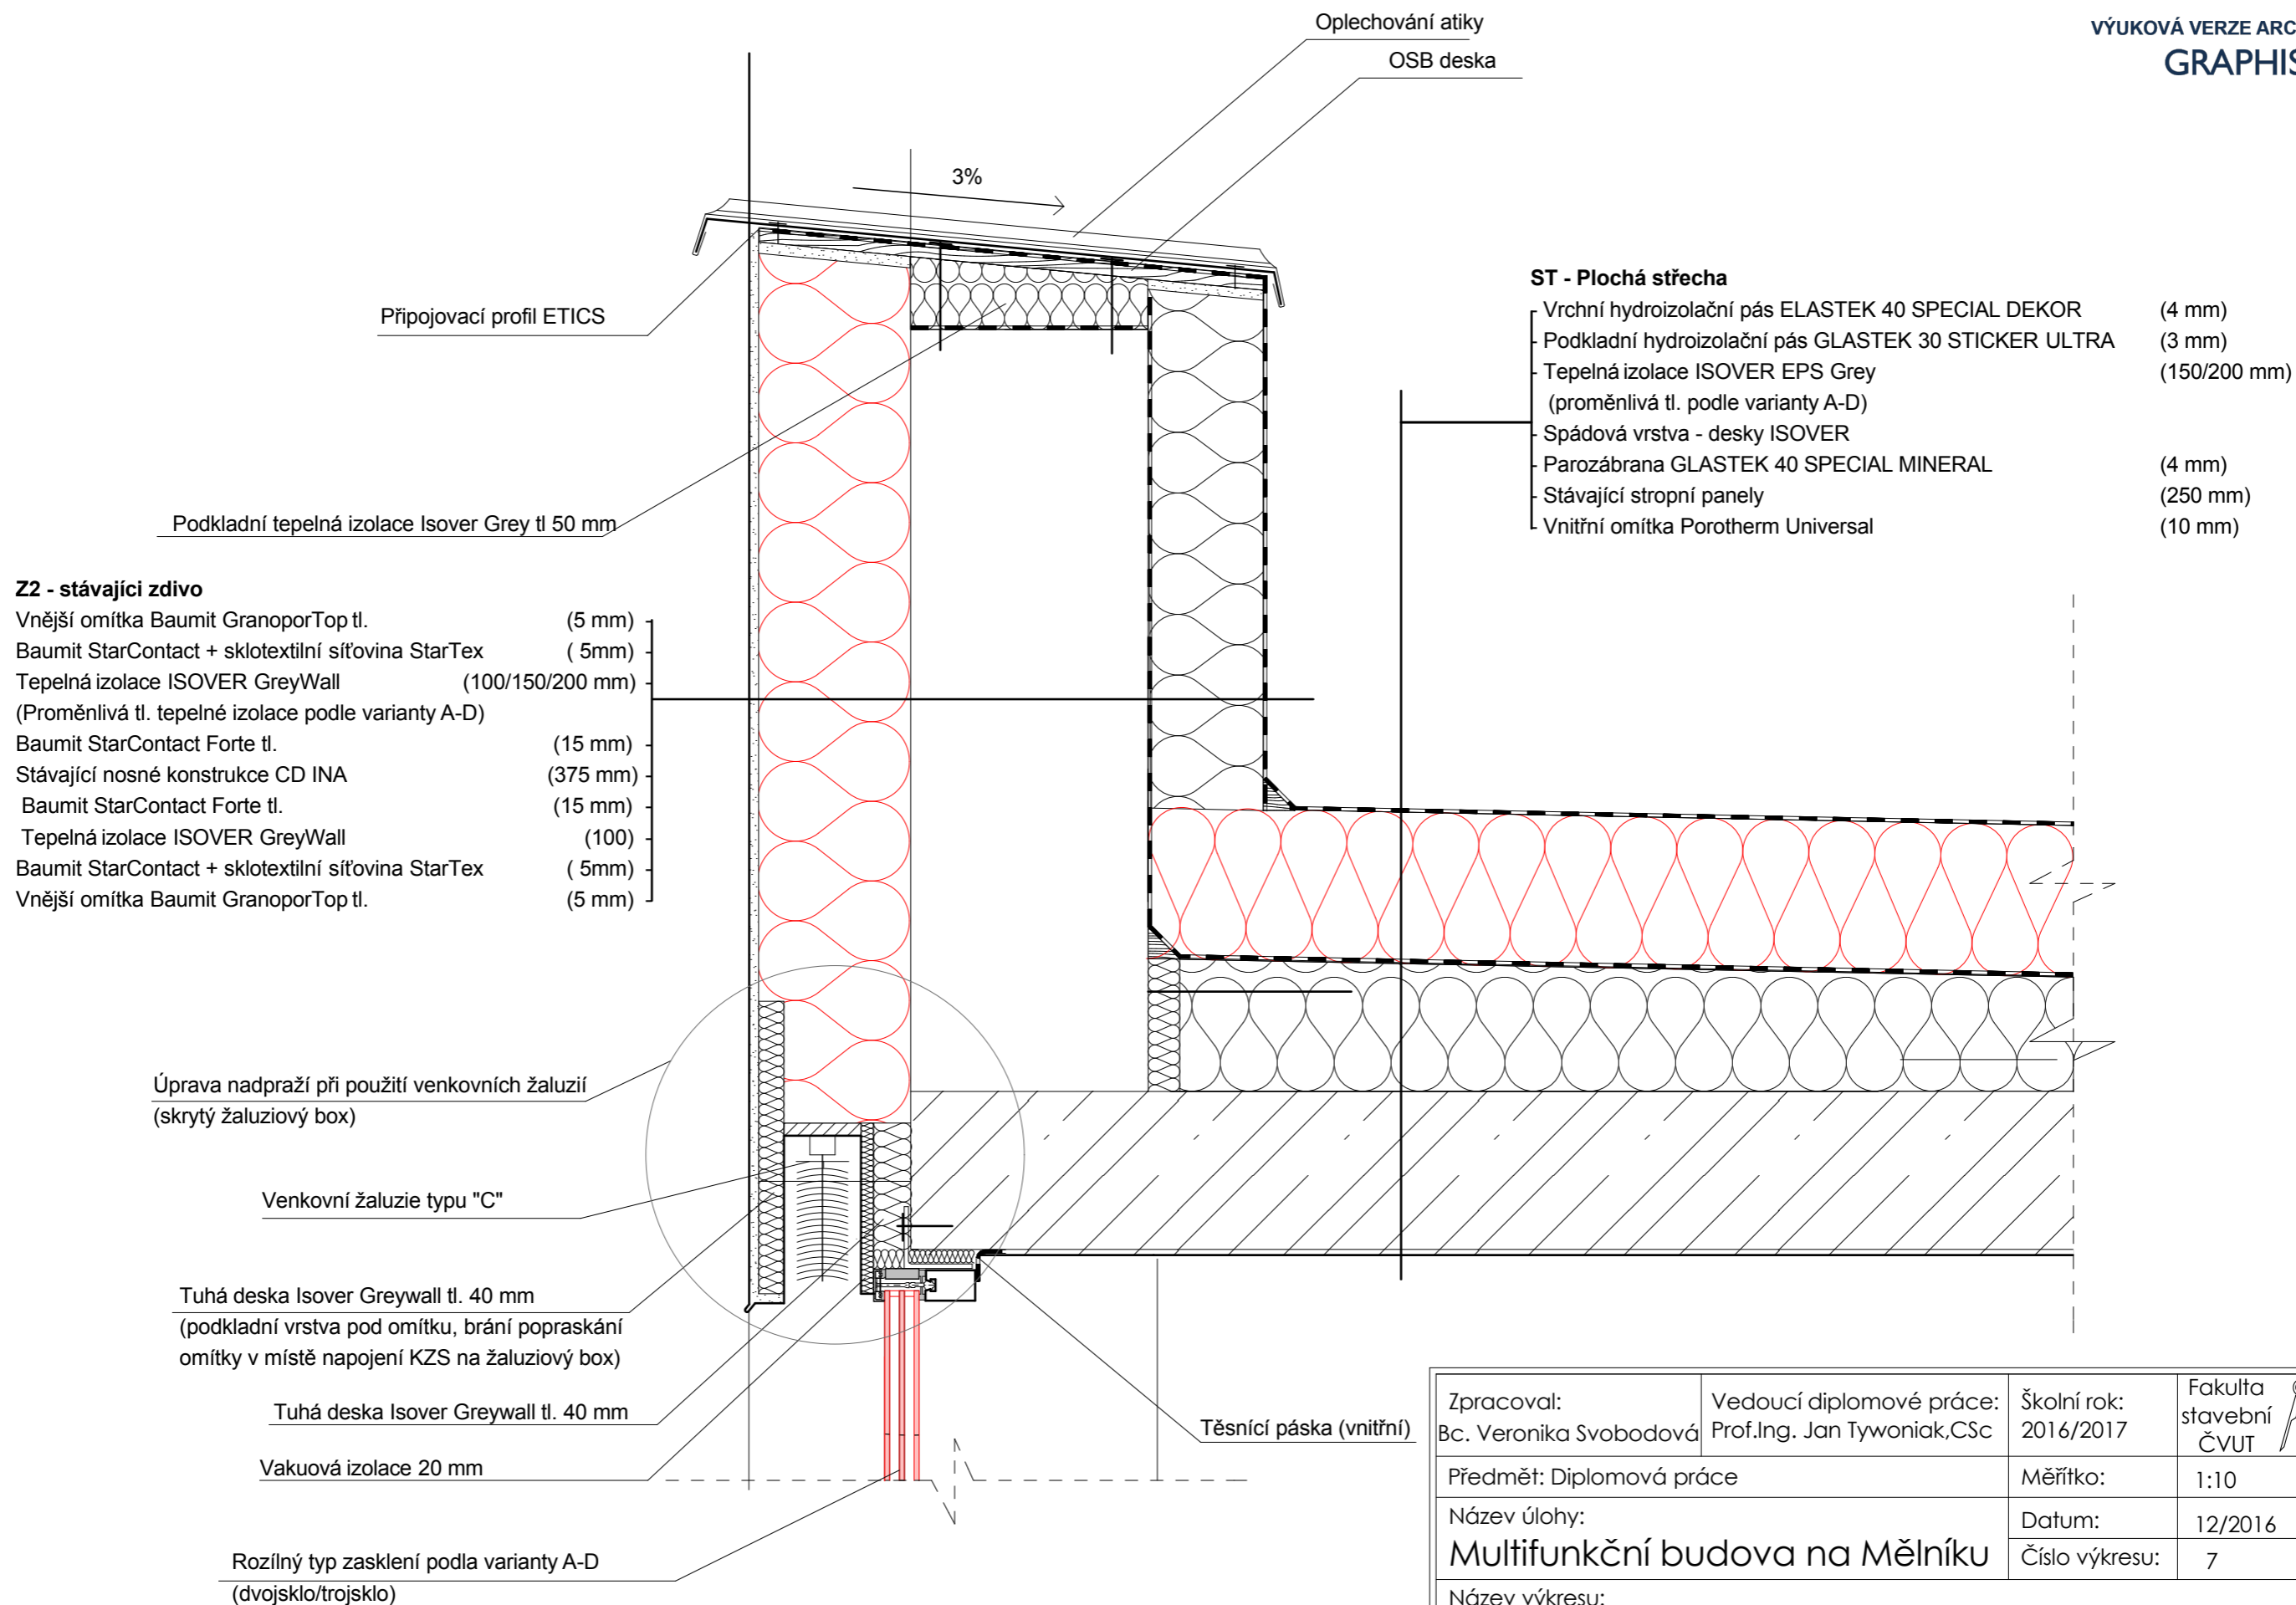 Oplechování atiky
OSB deska
VÝUKOVÁ VERZE ARC
GRAPHIS
3%
Připojovací profil ETICS
Podkladní tepelná izolace Isover Grey tl 50 mm
ST - Plochá střecha
Vrchní hydroizolační pás ELASTEK 40 SPECIAL DEKOR (4 mm)
Podkladní hydroizolační pás GLASTEK 30 STICKER ULTRA (3 mm)
Tepelná izolace ISOVER EPS Grey (150/200 mm)
(proměnlivá tl. podle varianty A-D)
Spádová vrstva - desky ISOVER
Parozábrana GLASTEK 40 SPECIAL MINERAL (4 mm)
Stávající stropní panely (250 mm)
Vnitřní omítka Porotherm Universal (10 mm)
Z2 - stávajíci zdivo
Vnější omítka Baumit GranoporTop tl. (5 mm)
Baumit StarContact + sklotextilní síťovina StarTex ( 5mm)
Tepelná izolace ISOVER GreyWall (100/150/200 mm)
(Proměnlivá tl. tepelné izolace podle varianty A-D)
Baumit StarContact Forte tl. (15 mm)
Stávající nosné konstrukce CD INA (375 mm)
Baumit StarContact Forte tl. (15 mm)
Tepelná izolace ISOVER GreyWall (100)
Baumit StarContact + sklotextilní síťovina StarTex ( 5mm)
Vnější omítka Baumit GranoporTop tl. (5 mm)
Úprava nadpraží při použití venkovních žaluzií
(skrytý žaluziový box)
Venkovní žaluzie typu "C"
Tuhá deska Isover Greywall tl. 40 mm
(podkladní vrstva pod omítku, brání popraskání
omítky v místě napojení KZS na žaluziový box)
Tuhá deska Isover Greywall tl. 40 mm
Vakuová izolace 20 mm
Rozílný typ zasklení podla varianty A-D
(dvojsklo/trojsklo)
Těsnící páska (vnitřní)
Zpracoval:
Bc. Veronika Svobodová
Vedoucí diplomové práce:
Prof.Ing. Jan Tywoniak,CSc
Školní rok:
2016/2017
Fakulta
stavební
ČVUT
Předmět: Diplomová práce
Měřítko: 1:10
Název úlohy:
Multifunkční budova na Mělníku
Datum: 12/2016
Číslo výkresu: 7
Název výkresu: